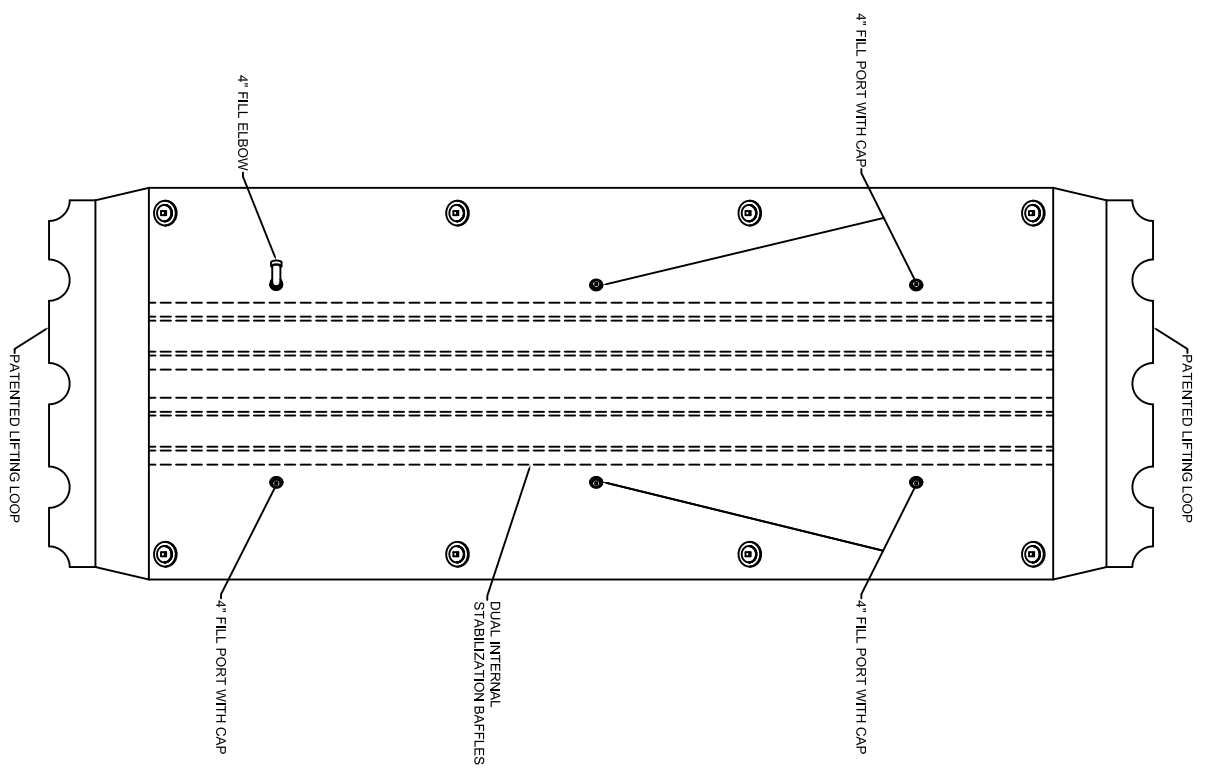 4" FILL PORT WITH CAP
4" FILL ELBOW
PATENTED LIFTING LOOP
PATENTED LIFTING LOOP
4" FILL PORT WITH CAP
DUAL INTERNAL
STABILIZATION BAFFLES
4" FILL PORT WITH CAP